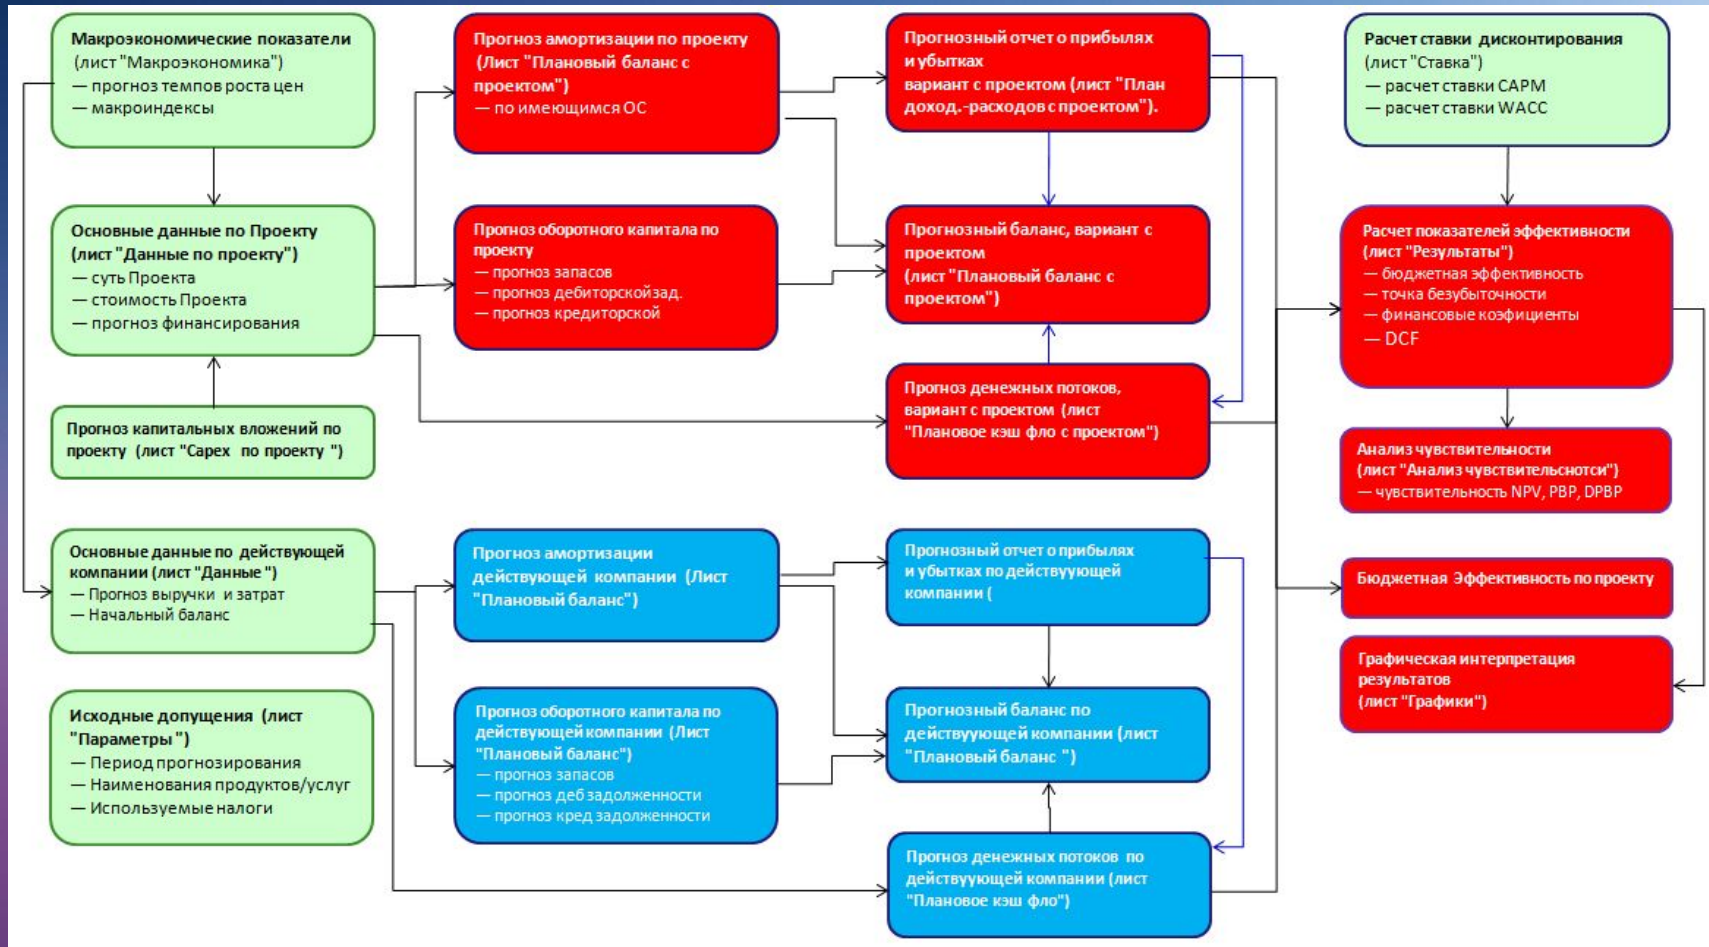 Макроэкономические показатели
(лист "Макроэкономика")
— прогноз темпов роста цен
— макроиндексы
Основные данные по Проекту
(лист "Данные по проекту")
— суть Проекта
— стоимость Проекта
— прогноз финансирования
Прогноз капитальных вложений по
проекту (лист "Capex по проекту ")
Основные данные по действующей
компании (лист "Данные ")
— Прогноз выручки и затрат
— Начальный баланс
Исходные допущения (лист
"Параметры ")
— Период прогнозирования
— Наименования продуктов/услуг
— Используемые налоги
Прогноз амортизации по проекту
(Лист "Плановый баланс с
проектом")
— по имеющимся ОС
Прогноз оборотного капитала по
проекту
— прогноз запасов
— прогноз дебиторской зад.
— прогноз кредиторской
Прогноз амортизации
действующей компании (Лист
"Плановый баланс")
Прогноз оборотного капитала по
действующей компании (Лист
"Плановый баланс")
— прогноз запасов
— прогноз деб задолженности
— прогноз кред задолженности
Прогнозный отчет о прибылях
и убытках
вариант с проектом (лист "План
доход.-расходов с проектом").
Прогнозный баланс, вариант с
проектом
(лист "Плановый баланс с
проектом")
Прогноз денежных потоков,
вариант с проектом (лист
"Плановое кэш фло с проектом")
Прогнозный отчет о прибылях
и убытках по действуующей
компании (
Прогнозный баланс по
действуующей компании (лист
"Плановый баланс ")
Прогноз денежных потоков по
действуующей компании (лист
"Плановое кэш фло")
Расчет ставки дисконтирования
(лист "Ставка")
— расчет ставки CAPM
— расчет ставки WACC
Расчет показателей эффективности
(лист "Результаты")
— бюджетная эффективность
— точка безубыточности
— финансовые коэфициенты
— DCF
Анализ чувствительности
(лист "Анализ чувствительснотси")
— чувствительность NPV, PBP, DPBP
Бюджетная Эффективность по проекту
Графическая интерпретация
результатов
(лист "Графики")